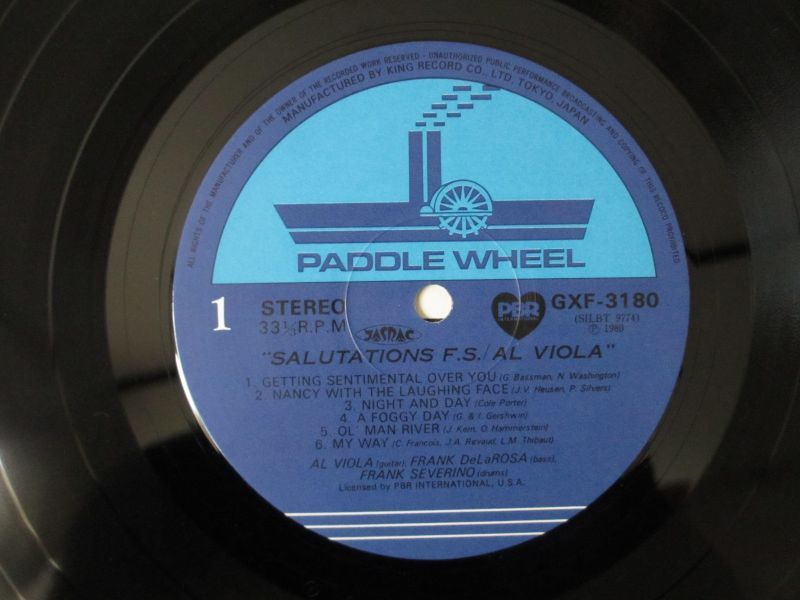 ALL RIGHTS OF THE MANUFACTURER AND OF THE OWNER OF THE RECORDED WORK RESERVED - UNAUTHORIZED PUBLIC PERFORMANCE BROADCASTING AND COPYING OF THIS RECORD PROHIBITED
MANUFACTURED BY KING RECORD CO., LTD. TOKYO, JAPAN
PADDLE WHEEL
1
STEREO
33⅓ R.P.M
JASRAC
PBR
INTERNATIONAL
GXF-3180
(SILBT 9774)
Ⓟ 1980
"SALUTATIONS F.S./AL VIOLA"
1. GETTING SENTIMENTAL OVER YOU (G. Bassman, N. Washington)
2. NANCY WITH THE LAUGHING FACE (J.V. Heusen, P. Silvers)
3. NIGHT AND DAY (Cole Porter)
4. A FOGGY DAY (G. & I. Gershwin)
5. OL' MAN RIVER (J. Kern, O. Hammerstein)
6. MY WAY (C. Francois, J.A. Revaud, L.M. Thibaut)
AL VIOLA (guitar), FRANK DeLaROSA (bass),
FRANK SEVERINO (drums)
Licensed by PBR INTERNATIONAL, U.S.A.